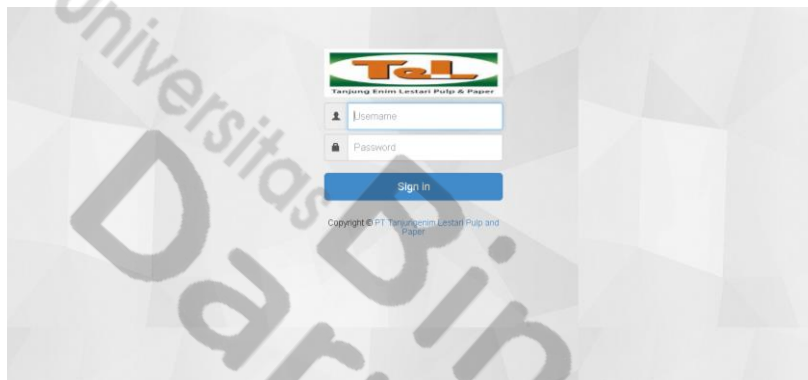 TeL
Tanjung Enim Lestari Pulp & Paper
Username
Password
Sign in
Copyright © PT Tanjungenim Lestari Pulp and
Paper
Universitas
Bin
Dar